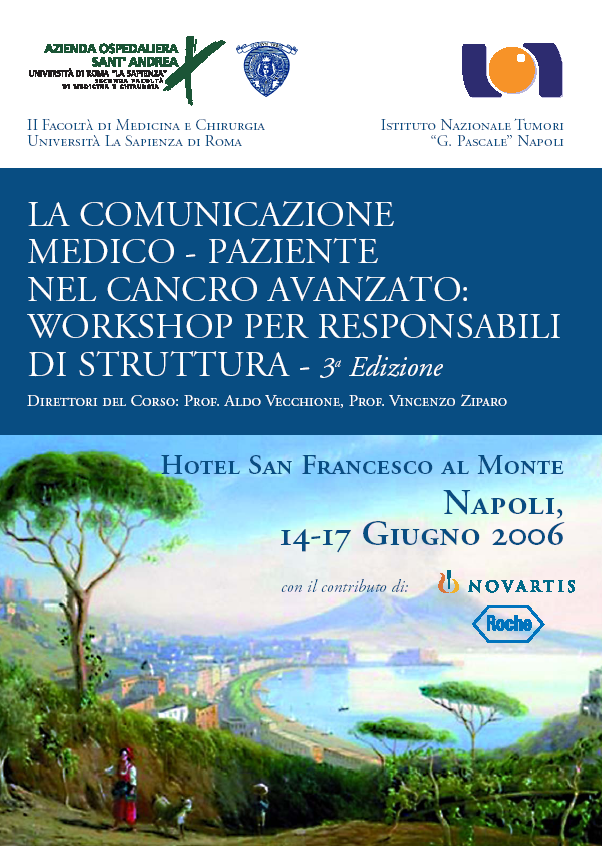 AZIENDA OSPEDALIERA
SANT' ANDREA
UNIVERSITÀ DI ROMA "LA SAPIENZA"
SECONDA FACOLTÀ
DI MEDICINA E CHIRURGIA
II Facoltà di Medicina e Chirurgia
Università La Sapienza di Roma
Istituto Nazionale Tumori
“G. Pascale” Napoli
LA COMUNICAZIONE
MEDICO - PAZIENTE
NEL CANCRO AVANZATO:
WORKSHOP PER RESPONSABILI
DI STRUTTURA - 3ª Edizione
Direttori del Corso: Prof. Aldo Vecchione, Prof. Vincenzo Ziparo
Hotel San Francesco al Monte
Napoli,
14-17 Giugno 2006
con il contributo di:
NOVARTIS
Roche